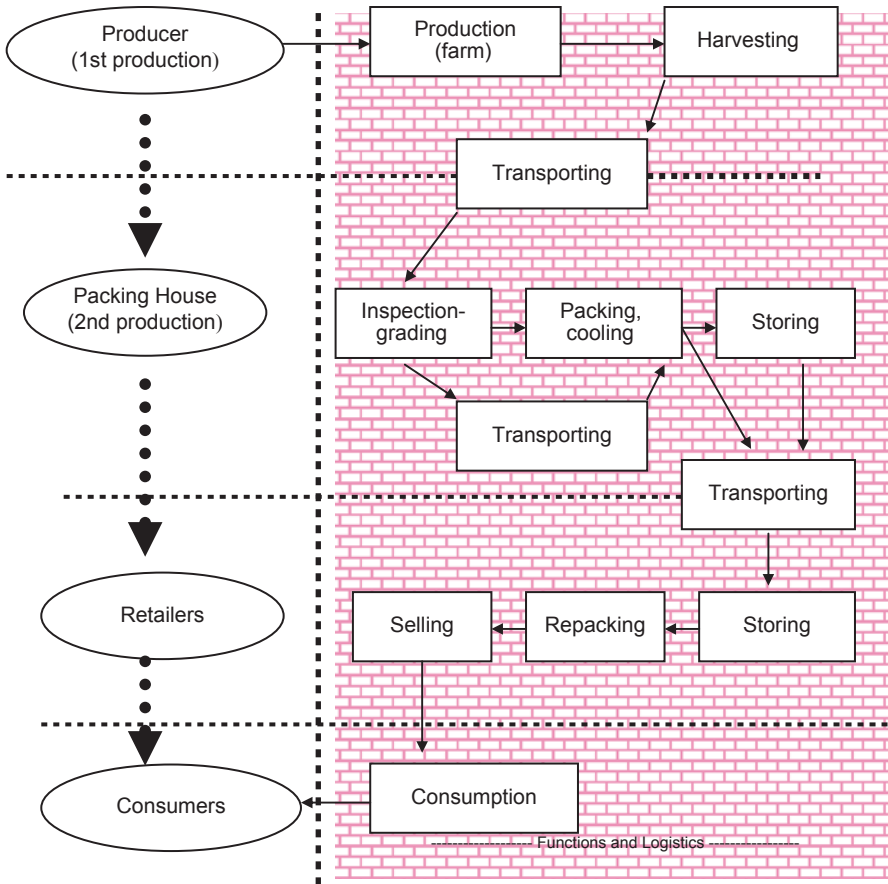 Producer
(1st production)
Production
(farm)
Harvesting
Transporting
Packing House
(2nd production)
Inspection-
grading
Packing,
cooling
Storing
Transporting
Transporting
Retailers
Selling
Repacking
Storing
Consumers
Consumption
Functions and Logistics